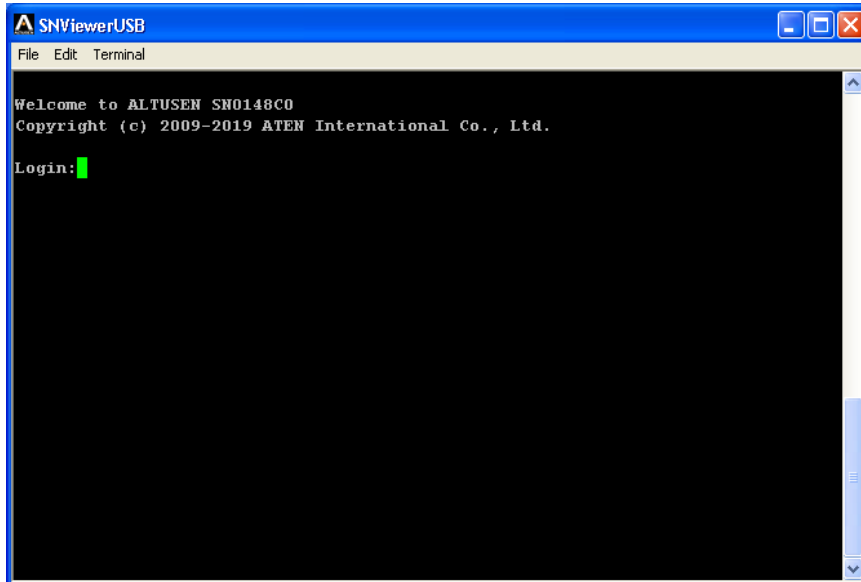 SNViewerUSB
File Edit Terminal
Welcome to ALTUSEN SN0148CO
Copyright (c) 2009-2019 ATEN International Co., Ltd.
Login: